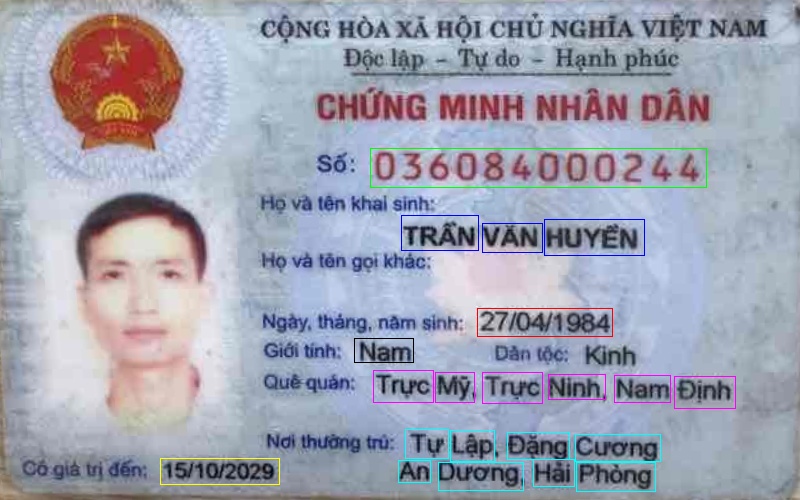 CỘNG HÒA XÃ HỘI CHỦ NGHĨA VIỆT NAM
Độc lập - Tự do - Hạnh phúc
CHỨNG MINH NHÂN DÂN
Số: 036084000244
Họ và tên khai sinh:
TRẦN VĂN HUYỀN
Họ và tên gọi khác:
Ngày, tháng, năm sinh: 27/04/1984
Giới tính: Nam Dân tộc: Kinh
Quê quán: Trực Mỹ, Trực Ninh, Nam Định
Nơi thường trú: Tự Lập, Đặng Cương
An Dương, Hải Phòng
Có giá trị đến: 15/10/2029